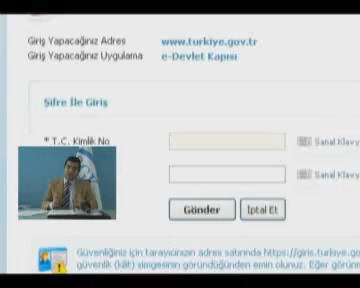 Giriş Yapacağınız Adres www.turkiye.gov.tr
Giriş Yapacağınız Uygulama e-Devlet Kapısı
Şifre İle Giriş
* T.C. Kimlik No Sanal Klavy
Sanal Klavy
Gönder İptal Et
Güvenliğiniz için tarayıcınızın adres satırında https://giris.turkiye.go
güvenlik (kilit) simgesinin göründüğünden emin olunuz. Eğer görünm